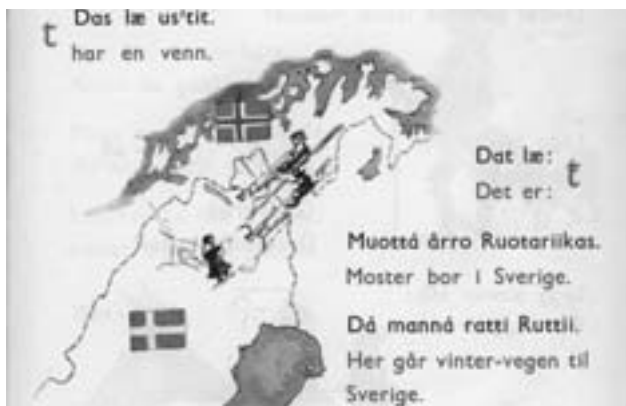 Das læ us'tit.
t
har en venn.
Dat læ:
t
Det er:
Muottá årro Ruotariikas.
Moster bor i Sverige.
Då manná ratti Ruttii.
Her går vinter-vegen til
Sverige.